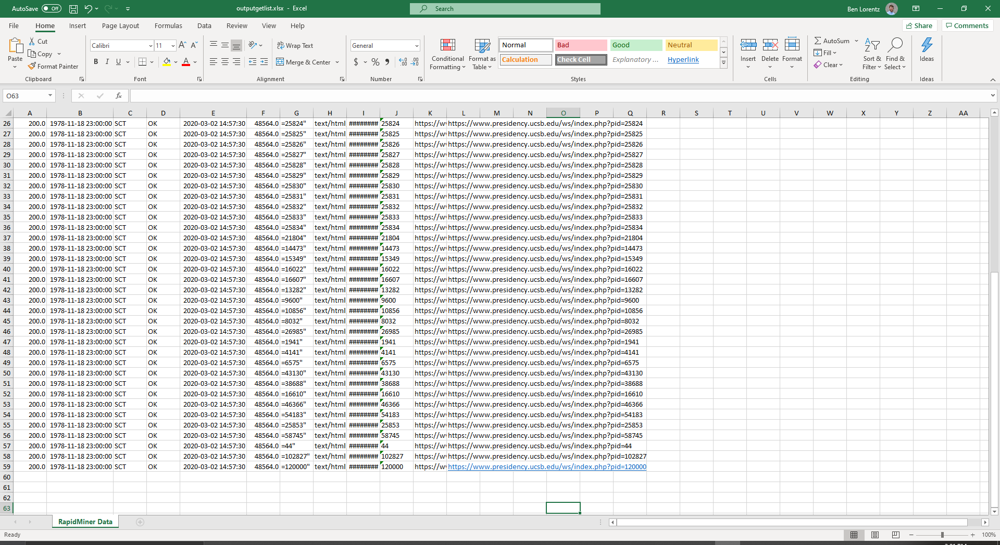 AutoSave Off outputgetlist.xlsx - Excel Search Ben Lorentz
File Home Insert Page Layout Formulas Data Review View Help Share Comments
Paste Cut Copy Format Painter Clipboard
Calibri 11 A A B I U A Font
Wrap Text Merge & Center Alignment
General $ % Number
Conditional Formatting Format as Table Normal Bad Good Neutral Calculation Check Cell Explanatory ... Hyperlink Styles
Insert Delete Format Cells
AutoSum Fill Clear Sort & Filter Find & Select Editing
Ideas Ideas
O63 fx
A B C D E F G H I J K L M N O P Q R S T U V W X Y Z AA
26 200.0 1978-11-18 23:00:00 SCT OK 2020-03-02 14:57:30 48564.0 =25824" text/html ######## 25824 https://w https://www.presidency.ucsb.edu/ws/index.php?pid=25824
27 200.0 1978-11-18 23:00:00 SCT OK 2020-03-02 14:57:30 48564.0 =25825" text/html ######## 25825 https://w https://www.presidency.ucsb.edu/ws/index.php?pid=25825
28 200.0 1978-11-18 23:00:00 SCT OK 2020-03-02 14:57:30 48564.0 =25826" text/html ######## 25826 https://w https://www.presidency.ucsb.edu/ws/index.php?pid=25826
29 200.0 1978-11-18 23:00:00 SCT OK 2020-03-02 14:57:30 48564.0 =25827" text/html ######## 25827 https://w https://www.presidency.ucsb.edu/ws/index.php?pid=25827
30 200.0 1978-11-18 23:00:00 SCT OK 2020-03-02 14:57:30 48564.0 =25828" text/html ######## 25828 https://w https://www.presidency.ucsb.edu/ws/index.php?pid=25828
31 200.0 1978-11-18 23:00:00 SCT OK 2020-03-02 14:57:30 48564.0 =25829" text/html ######## 25829 https://w https://www.presidency.ucsb.edu/ws/index.php?pid=25829
32 200.0 1978-11-18 23:00:00 SCT OK 2020-03-02 14:57:30 48564.0 =25830" text/html ######## 25830 https://w https://www.presidency.ucsb.edu/ws/index.php?pid=25830
33 200.0 1978-11-18 23:00:00 SCT OK 2020-03-02 14:57:30 48564.0 =25831" text/html ######## 25831 https://w https://www.presidency.ucsb.edu/ws/index.php?pid=25831
34 200.0 1978-11-18 23:00:00 SCT OK 2020-03-02 14:57:30 48564.0 =25832" text/html ######## 25832 https://w https://www.presidency.ucsb.edu/ws/index.php?pid=25832
35 200.0 1978-11-18 23:00:00 SCT OK 2020-03-02 14:57:30 48564.0 =25833" text/html ######## 25833 https://w https://www.presidency.ucsb.edu/ws/index.php?pid=25833
36 200.0 1978-11-18 23:00:00 SCT OK 2020-03-02 14:57:30 48564.0 =25834" text/html ######## 25834 https://w https://www.presidency.ucsb.edu/ws/index.php?pid=25834
37 200.0 1978-11-18 23:00:00 SCT OK 2020-03-02 14:57:30 48564.0 =21804" text/html ######## 21804 https://w https://www.presidency.ucsb.edu/ws/index.php?pid=21804
38 200.0 1978-11-18 23:00:00 SCT OK 2020-03-02 14:57:30 48564.0 =14473" text/html ######## 14473 https://w https://www.presidency.ucsb.edu/ws/index.php?pid=14473
39 200.0 1978-11-18 23:00:00 SCT OK 2020-03-02 14:57:30 48564.0 =15349" text/html ######## 15349 https://w https://www.presidency.ucsb.edu/ws/index.php?pid=15349
40 200.0 1978-11-18 23:00:00 SCT OK 2020-03-02 14:57:30 48564.0 =16022" text/html ######## 16022 https://w https://www.presidency.ucsb.edu/ws/index.php?pid=16022
41 200.0 1978-11-18 23:00:00 SCT OK 2020-03-02 14:57:30 48564.0 =16607" text/html ######## 16607 https://w https://www.presidency.ucsb.edu/ws/index.php?pid=16607
42 200.0 1978-11-18 23:00:00 SCT OK 2020-03-02 14:57:30 48564.0 =13282" text/html ######## 13282 https://w https://www.presidency.ucsb.edu/ws/index.php?pid=13282
43 200.0 1978-11-18 23:00:00 SCT OK 2020-03-02 14:57:30 48564.0 =9600" text/html ######## 9600 https://w https://www.presidency.ucsb.edu/ws/index.php?pid=9600
44 200.0 1978-11-18 23:00:00 SCT OK 2020-03-02 14:57:30 48564.0 =10856" text/html ######## 10856 https://w https://www.presidency.ucsb.edu/ws/index.php?pid=10856
45 200.0 1978-11-18 23:00:00 SCT OK 2020-03-02 14:57:30 48564.0 =8032" text/html ######## 8032 https://w https://www.presidency.ucsb.edu/ws/index.php?pid=8032
46 200.0 1978-11-18 23:00:00 SCT OK 2020-03-02 14:57:30 48564.0 =26985" text/html ######## 26985 https://w https://www.presidency.ucsb.edu/ws/index.php?pid=26985
47 200.0 1978-11-18 23:00:00 SCT OK 2020-03-02 14:57:30 48564.0 =1941" text/html ######## 1941 https://w https://www.presidency.ucsb.edu/ws/index.php?pid=1941
48 200.0 1978-11-18 23:00:00 SCT OK 2020-03-02 14:57:30 48564.0 =4141" text/html ######## 4141 https://w https://www.presidency.ucsb.edu/ws/index.php?pid=4141
49 200.0 1978-11-18 23:00:00 SCT OK 2020-03-02 14:57:30 48564.0 =6575" text/html ######## 6575 https://w https://www.presidency.ucsb.edu/ws/index.php?pid=6575
50 200.0 1978-11-18 23:00:00 SCT OK 2020-03-02 14:57:30 48564.0 =43130" text/html ######## 43130 https://w https://www.presidency.ucsb.edu/ws/index.php?pid=43130
51 200.0 1978-11-18 23:00:00 SCT OK 2020-03-02 14:57:30 48564.0 =38688" text/html ######## 38688 https://w https://www.presidency.ucsb.edu/ws/index.php?pid=38688
52 200.0 1978-11-18 23:00:00 SCT OK 2020-03-02 14:57:30 48564.0 =16610" text/html ######## 16610 https://w https://www.presidency.ucsb.edu/ws/index.php?pid=16610
53 200.0 1978-11-18 23:00:00 SCT OK 2020-03-02 14:57:30 48564.0 =46366" text/html ######## 46366 https://w https://www.presidency.ucsb.edu/ws/index.php?pid=46366
54 200.0 1978-11-18 23:00:00 SCT OK 2020-03-02 14:57:30 48564.0 =54183" text/html ######## 54183 https://w https://www.presidency.ucsb.edu/ws/index.php?pid=54183
55 200.0 1978-11-18 23:00:00 SCT OK 2020-03-02 14:57:30 48564.0 =25853" text/html ######## 25853 https://w https://www.presidency.ucsb.edu/ws/index.php?pid=25853
56 200.0 1978-11-18 23:00:00 SCT OK 2020-03-02 14:57:30 48564.0 =58745" text/html ######## 58745 https://w https://www.presidency.ucsb.edu/ws/index.php?pid=58745
57 200.0 1978-11-18 23:00:00 SCT OK 2020-03-02 14:57:30 48564.0 =44" text/html ######## 44 https://w https://www.presidency.ucsb.edu/ws/index.php?pid=44
58 200.0 1978-11-18 23:00:00 SCT OK 2020-03-02 14:57:30 48564.0 =102827" text/html ######## 102827 https://w https://www.presidency.ucsb.edu/ws/index.php?pid=102827
59 200.0 1978-11-18 23:00:00 SCT OK 2020-03-02 14:57:30 48564.0 =120000" text/html ######## 120000 https://w https://www.presidency.ucsb.edu/ws/index.php?pid=120000
60
61
62
63
RapidMiner Data
Ready 100%